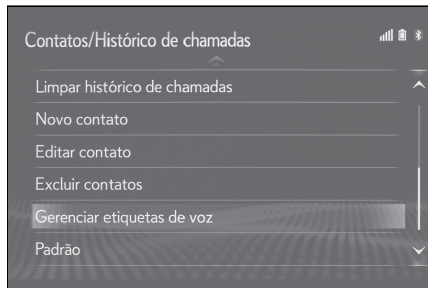 Contatos/Histórico de chamadas
Limpar histórico de chamadas
Novo contato
Editar contato
Excluir contatos
Gerenciar etiquetas de voz
Padrão